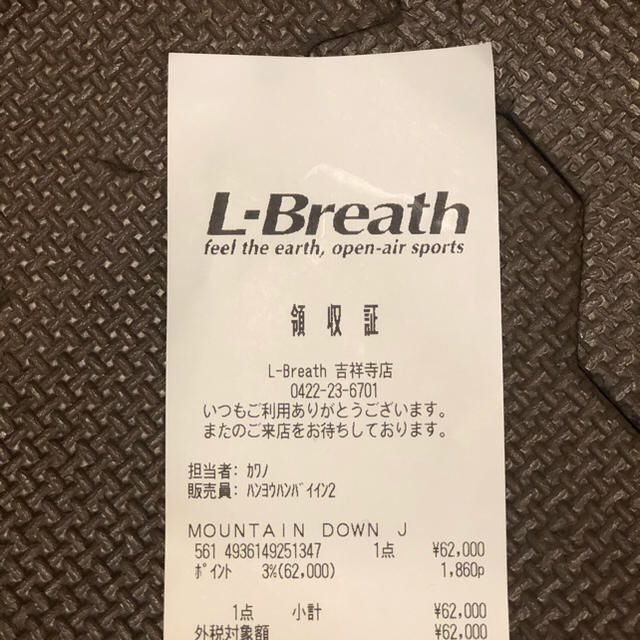 L-Breath
feel the earth, open-air sports
領収証
L-Breath 吉祥寺店
0422-23-6701
いつもご利用ありがとうございます。
またのご来店をお待ちしております。
担当者: ｶﾜﾉ
販売員: ﾊﾝﾖｳﾊﾝﾊﾞｲｲﾝ2
MOUNTAIN DOWN J
561 4936149251347 1点 ¥62,000
ﾎﾟｲﾝﾄ 3%(62,000) 1,860p
1点 小計 ¥62,000
外税対象額 ¥62,000